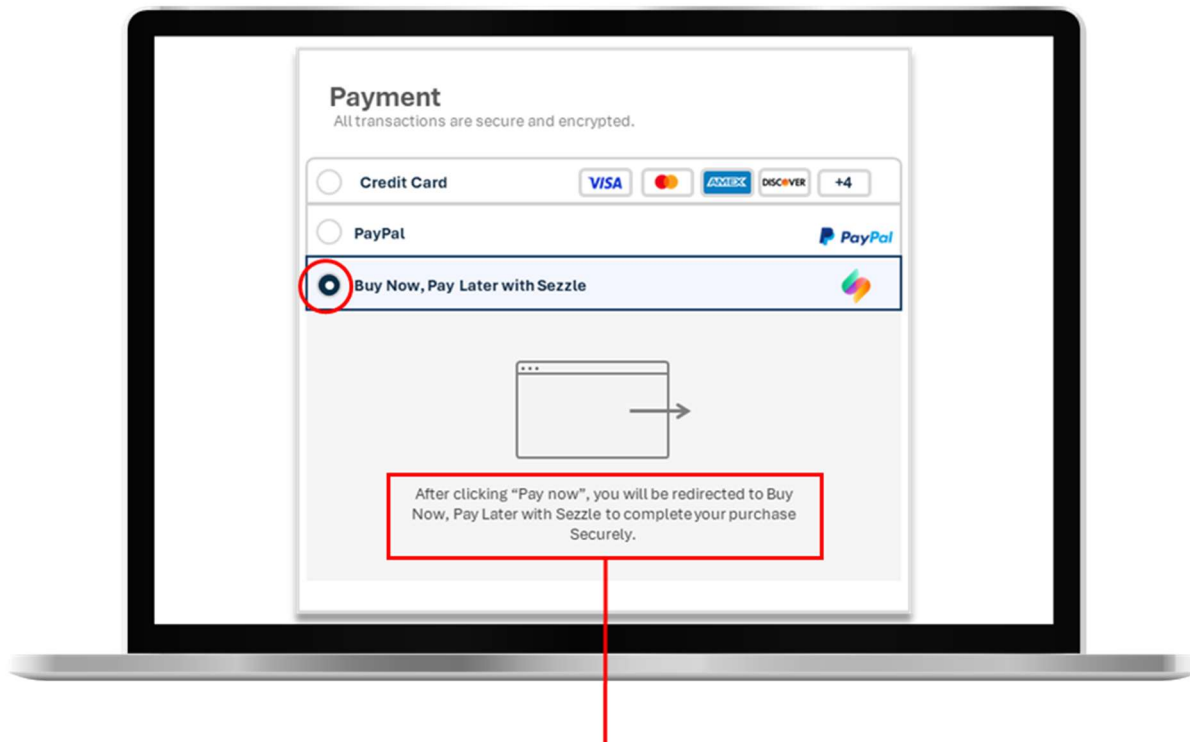 Payment
All transactions are secure and encrypted.
Credit Card VISA AMEX DISCOVER +4
PayPal PayPal
Buy Now, Pay Later with Sezzle
After clicking “Pay now”, you will be redirected to Buy
Now, Pay Later with Sezzle to complete your purchase
Securely.